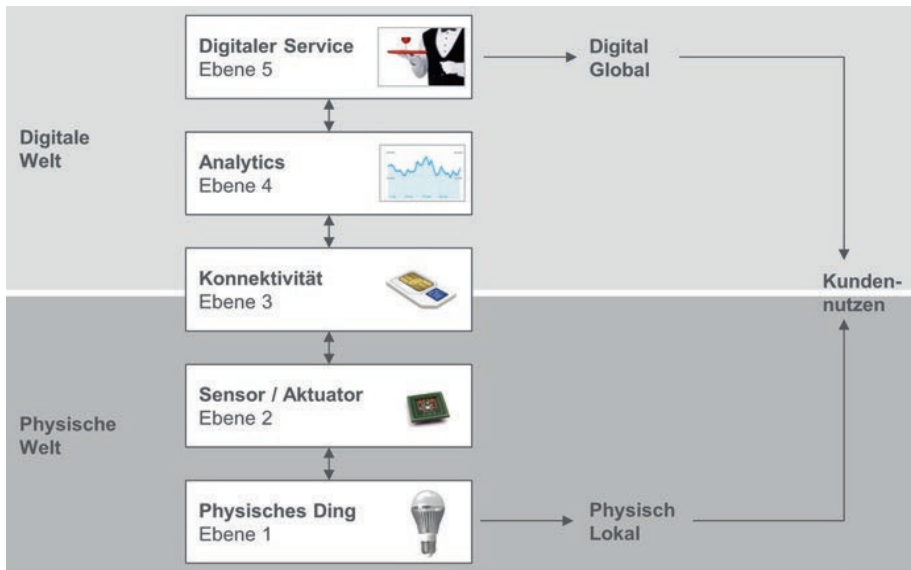 Digitaler Service
Ebene 5
Digital
Global
Digitale
Welt
Analytics
Ebene 4
Konnektivität
Ebene 3
Kunden-
nutzen
Sensor / Aktuator
Ebene 2
Physische
Welt
Physisches Ding
Ebene 1
Physisch
Lokal